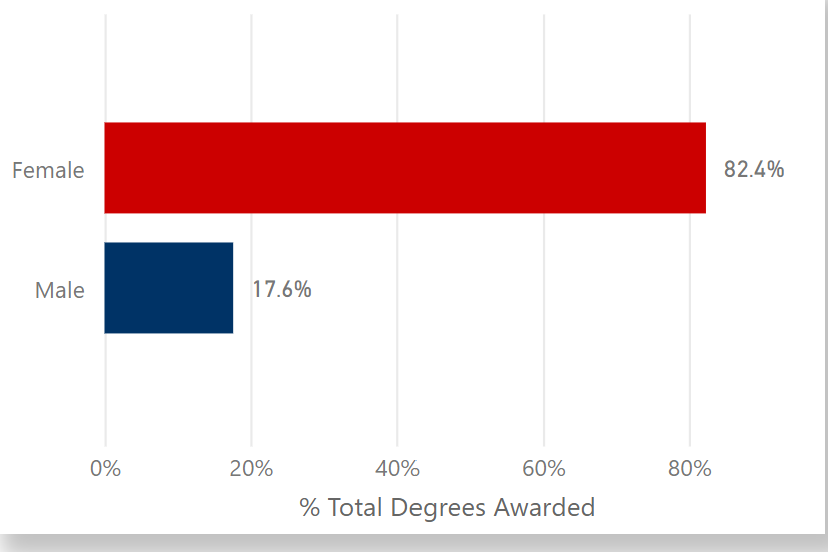 Female
82.4%
Male
17.6%
0%
20%
40%
60%
80%
% Total Degrees Awarded